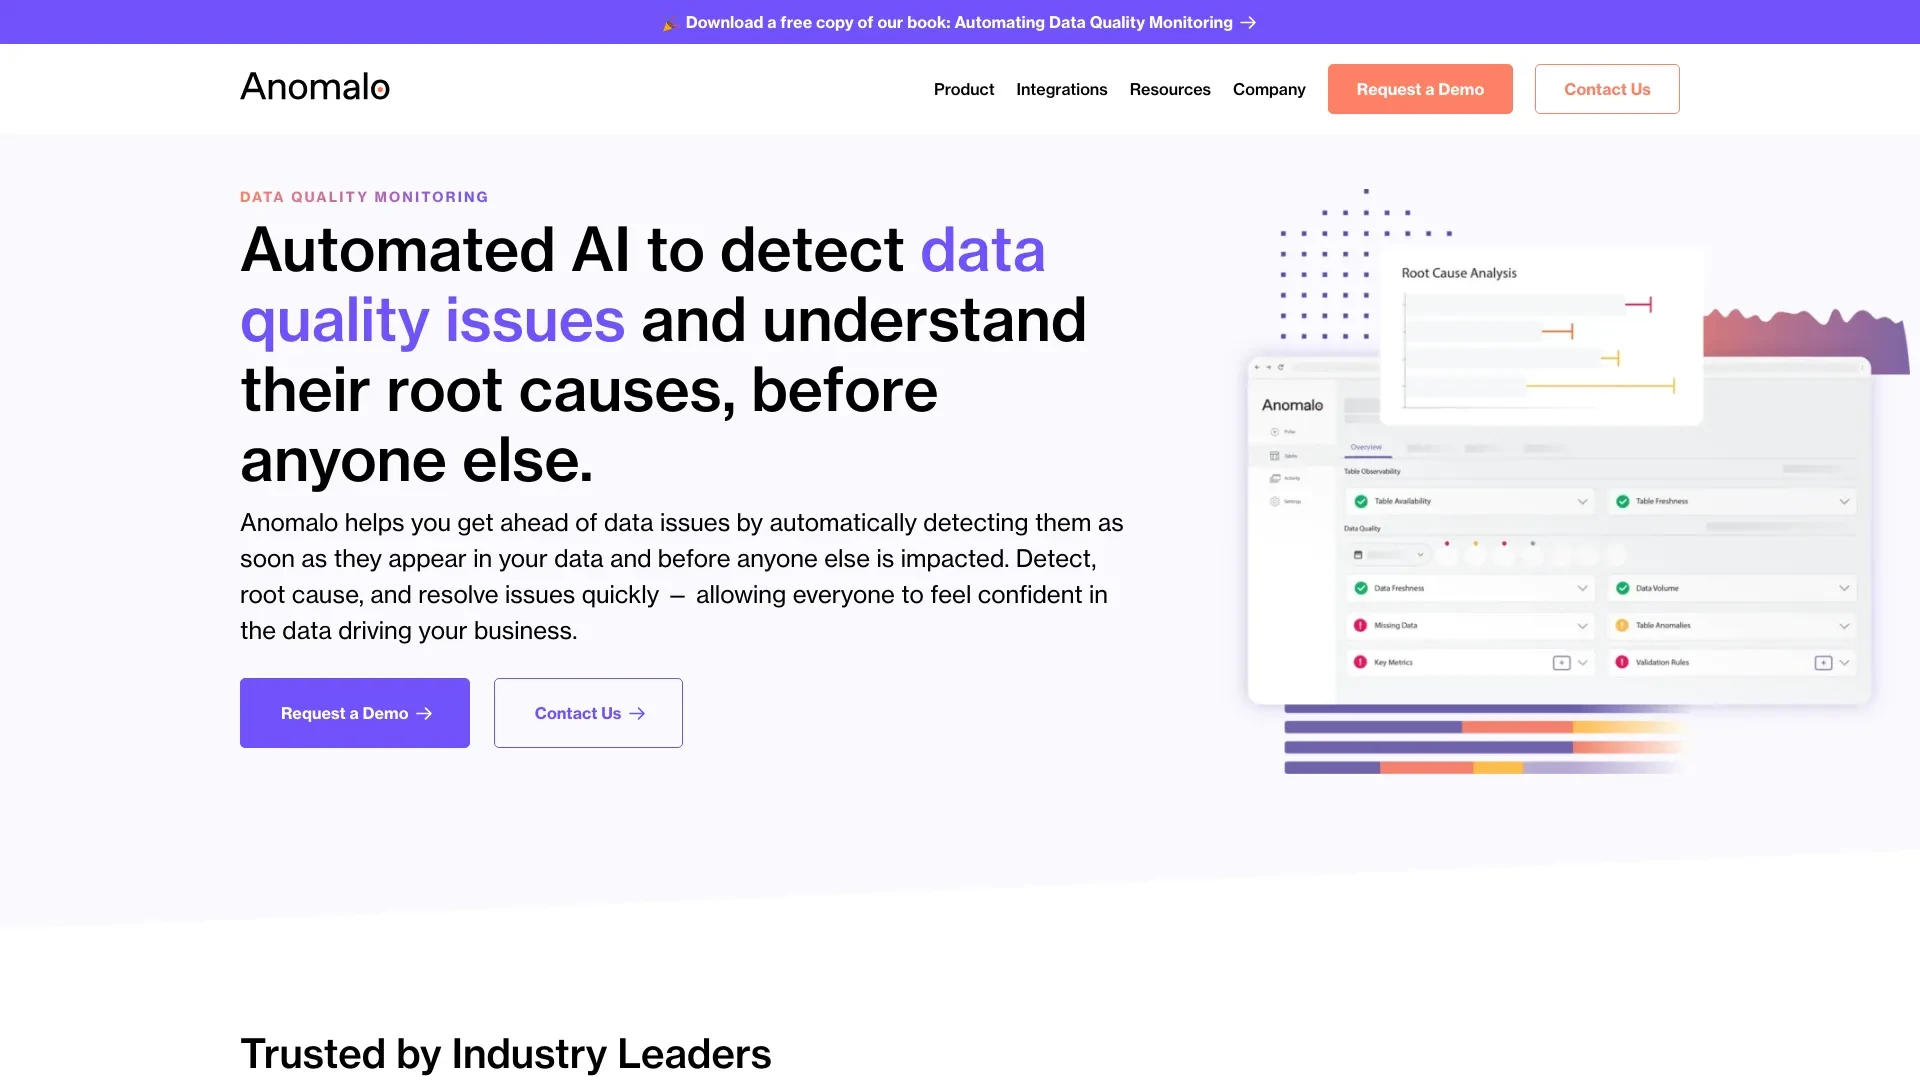 Download a free copy of our book: Automating Data Quality Monitoring →
Anomalo
Product
Integrations
Resources
Company
Request a Demo
Contact Us
DATA QUALITY MONITORING
Automated AI to detect data
quality issues and understand
their root causes, before
anyone else.
Anomalo helps you get ahead of data issues by automatically detecting them as
soon as they appear in your data and before anyone else is impacted. Detect,
root cause, and resolve issues quickly — allowing everyone to feel confident in
the data driving your business.
Request a Demo →
Contact Us →
Root Cause Analysis
Anomalo
Pulse
Tables
Activity
Settings
Overview
Table Observability
Table Availability
Table Freshness
Data Quality
Data Freshness
Data Volume
Missing Data
Table Anomalies
Key Metrics
Validation Rules
Trusted by Industry Leaders